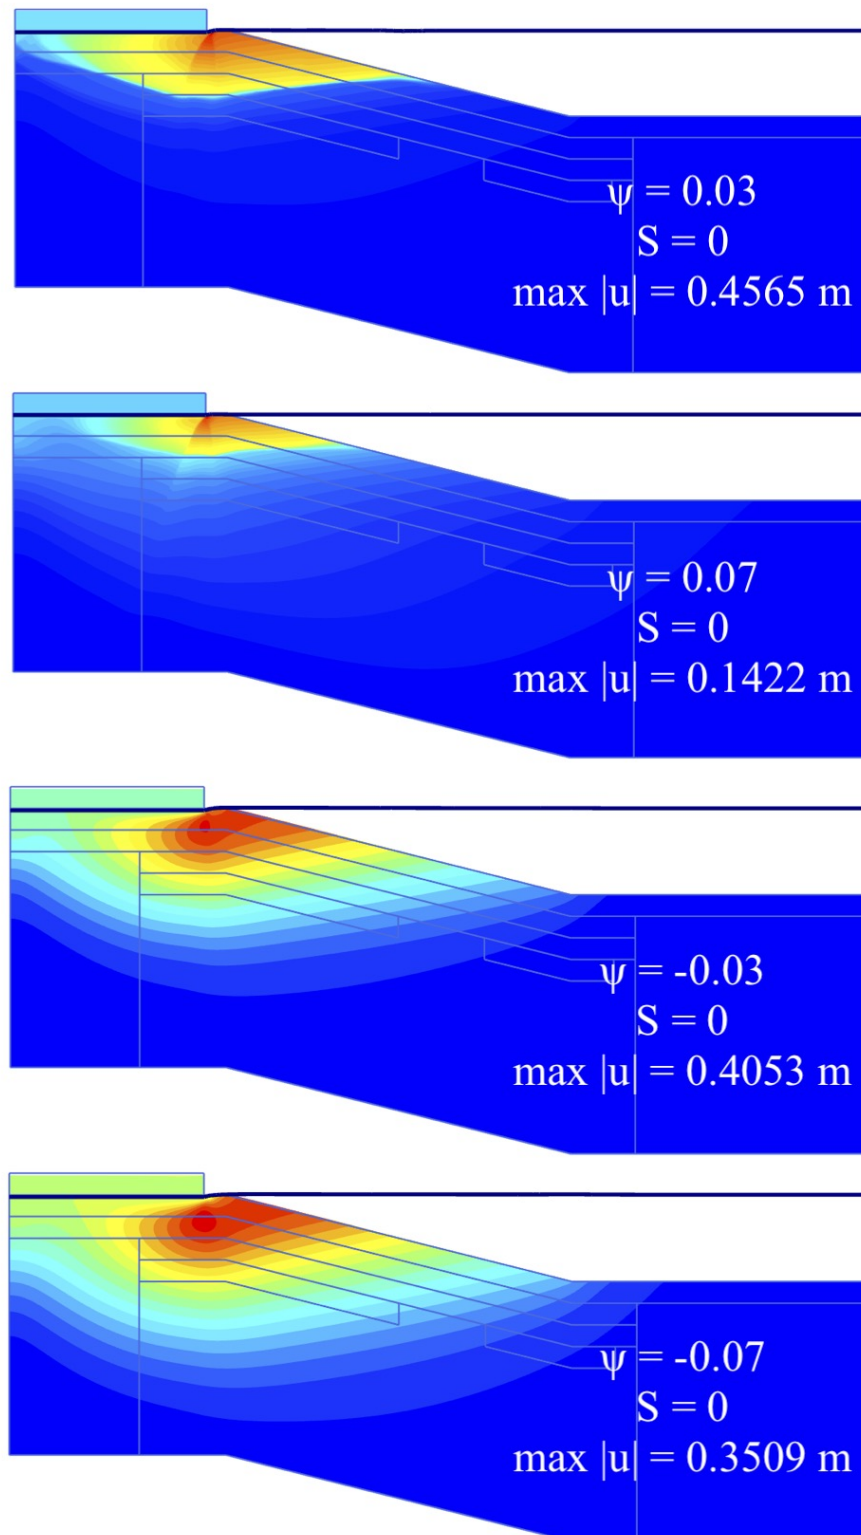 ψ = 0.03
S = 0
max |u| = 0.4565 m
ψ = 0.07
S = 0
max |u| = 0.1422 m
ψ = -0.03
S = 0
max |u| = 0.4053 m
ψ = -0.07
S = 0
max |u| = 0.3509 m